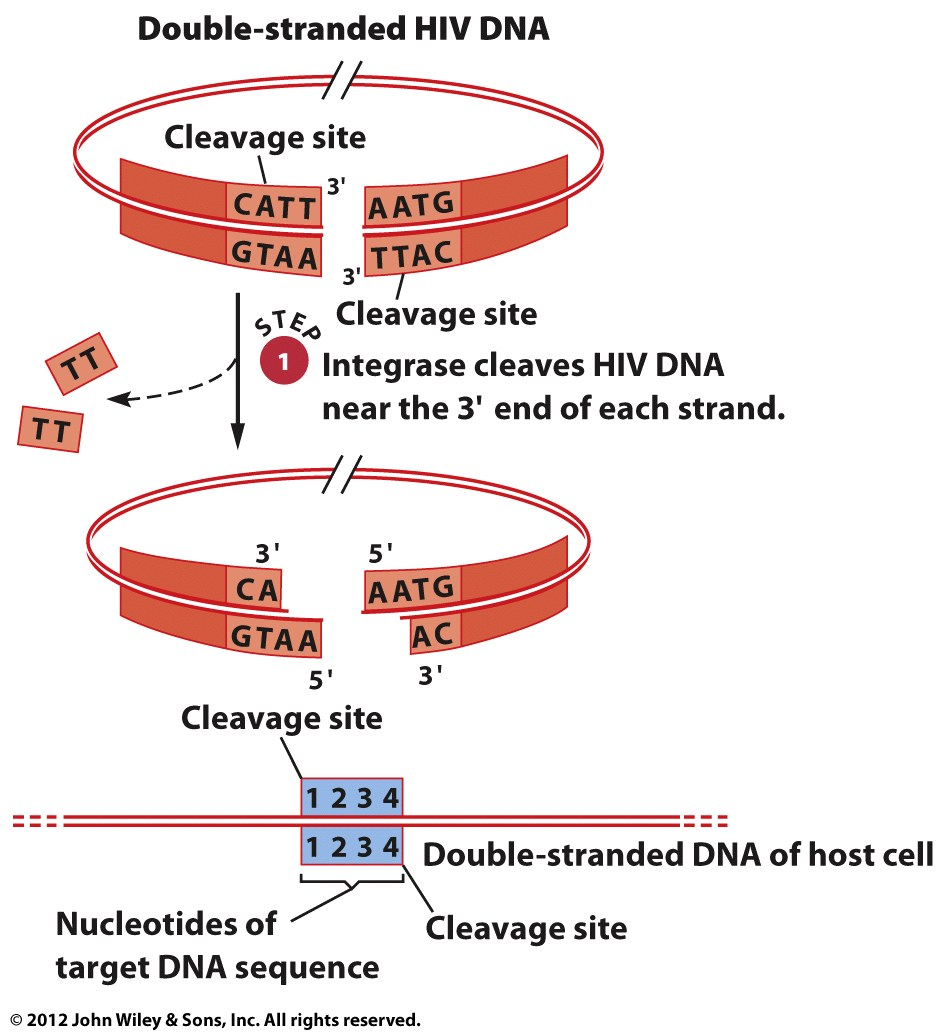 Double-stranded HIV DNA
Cleavage site
3'
CATT
AATG
GTAA
TTAC
3'
Cleavage site
STEP
1
Integrase cleaves HIV DNA
near the 3' end of each strand.
TT
TT
3'
5'
CA
AATG
GTAA
AC
5'
3'
Cleavage site
1 2 3 4
1 2 3 4
Double-stranded DNA of host cell
Nucleotides of
target DNA sequence
Cleavage site
© 2012 John Wiley & Sons, Inc. All rights reserved.